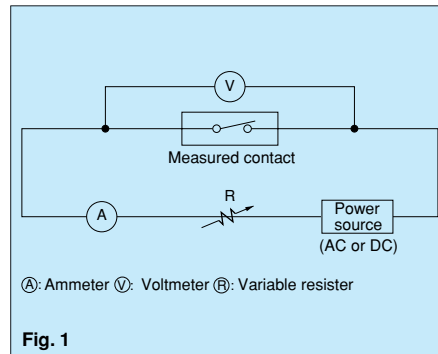 V
Measured contact
R
A
Power
source
(AC or DC)
Ⓐ: Ammeter Ⓥ: Voltmeter Ⓡ: Variable resister
Fig. 1